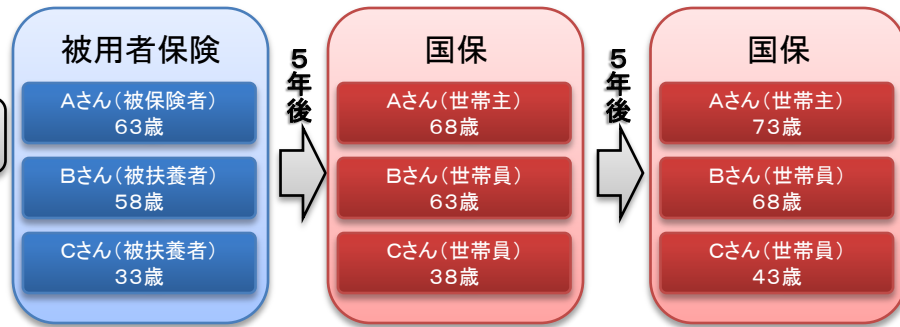 被用者保険
Aさん（被保険者）
63歳
Bさん（被扶養者）
58歳
Cさん（被扶養者）
33歳
5年後
国保
Aさん（世帯主）
68歳
Bさん（世帯員）
63歳
Cさん（世帯員）
38歳
5年後
国保
Aさん（世帯主）
73歳
Bさん（世帯員）
68歳
Cさん（世帯員）
43歳